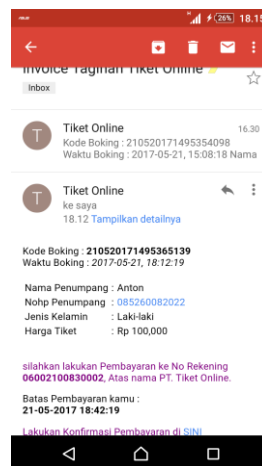 26%
18.15
Invoice Tagihan Tiket Online
Inbox
T
Tiket Online
16.30
Kode Boking : 210520171495354098
Waktu Boking : 2017-05-21, 15:08:18 Nama
T
Tiket Online
ke saya
18.12 Tampilkan detailnya
Kode Boking : 210520171495365139
Waktu Boking : 2017-05-21, 18:12:19
Nama Penumpang : Anton
Nohp Penumpang : 085260082022
Jenis Kelamin : Laki-laki
Harga Tiket : Rp 100,000
silahkan lakukan Pembayaran ke No Rekening
06002100830002, Atas nama PT. Tiket Online.
Batas Pembayaran kamu :
21-05-2017 18:42:19
Lakukan Konfirmasi Pembayaran di SINI